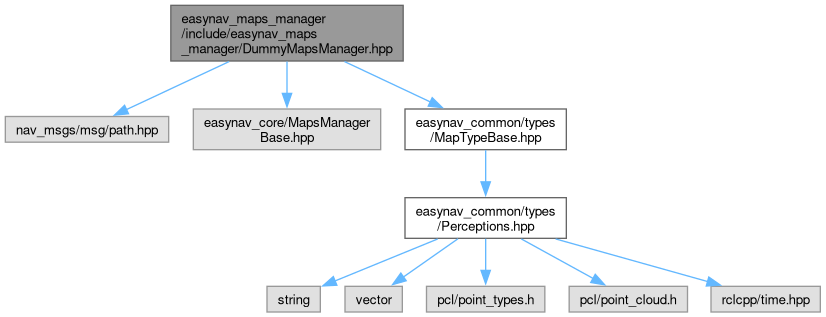 easynav_maps_manager
/include/easynav_maps
_manager/DummyMapsManager.hpp
nav_msgs/msg/path.hpp
easynav_core/MapsManager
Base.hpp
easynav_common/types
/MapTypeBase.hpp
easynav_common/types
/Perceptions.hpp
string
vector
pcl/point_types.h
pcl/point_cloud.h
rclcpp/time.hpp